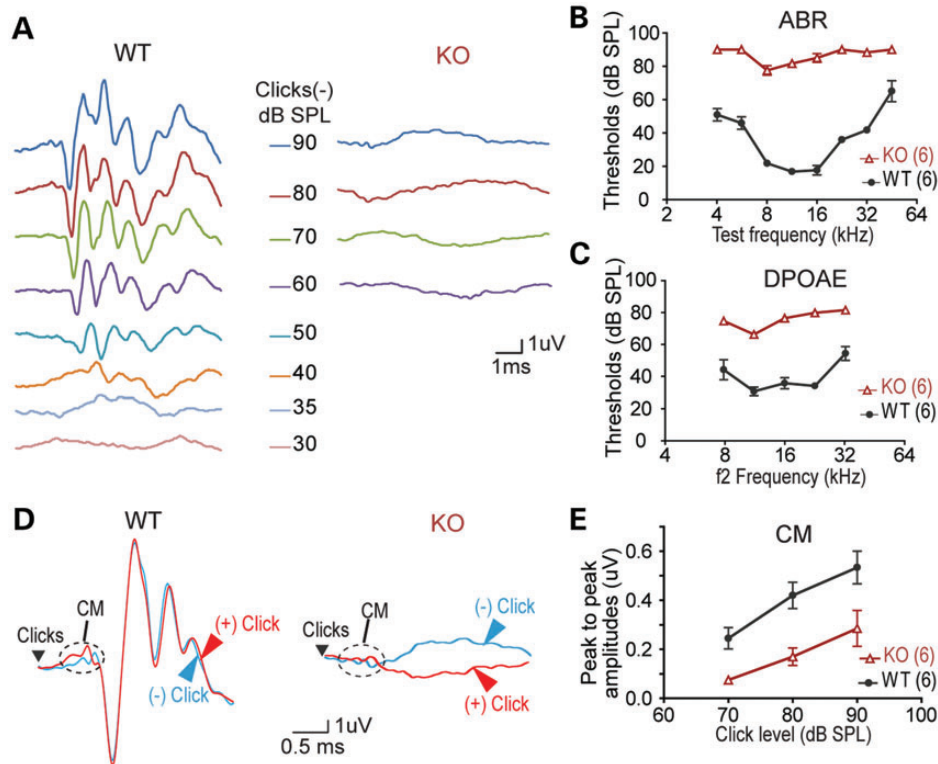 A
WT
KO
Clicks(-)
dB SPL
90
80
70
60
50
40
35
30
1uV
1ms
B
ABR
Thresholds (dB SPL)
100
80
60
40
20
0
KO (6)
WT (6)
2 4 8 16 32 64
Test frequency (kHz)
C
DPOAE
Thresholds (dB SPL)
100
80
60
40
20
0
KO (6)
WT (6)
4 8 16 32 64
f2 Frequency (kHz)
D
WT
KO
Clicks
CM
(+) Click
(-) Click
Clicks
CM
(-) Click
(+) Click
1uV
0.5 ms
E
CM
Peak to peak
amplitudes (uV)
0.6
0.4
0.2
0.0
KO (6)
WT (6)
60 70 80 90 100
Click level (dB SPL)